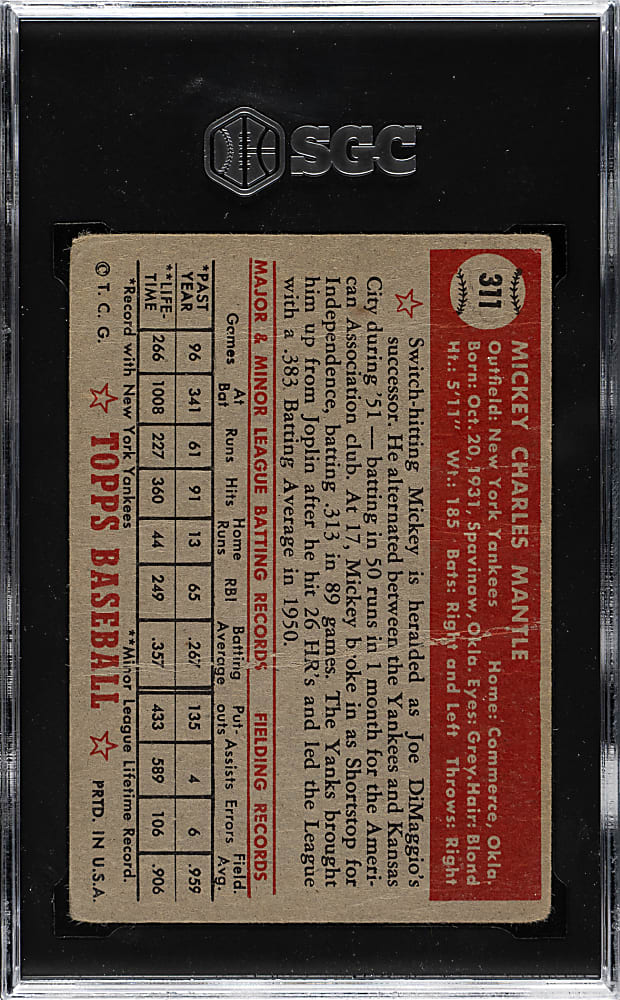 SGC
311
MICKEY CHARLES MANTLE
Outfield: New York Yankees Home: Commerce, Okla.
Born: Oct. 20, 1931, Spavinaw, Okla. Eyes: Grey Hair: Blond
Ht.: 5'11" Wt.: 185 Bats: Right and Left Throws: Right
Switch-hitting Mickey is heralded as Joe DiMaggio's
successor. He alternated between the Yankees and Kansas
City during '51 — batting in 50 runs in 1 month for the Ameri-
can Association club. At 17, Mickey broke in as Shortstop for
Independence, batting .313 in 89 games. The Yanks brought
him up from Joplin after he hit 26 HR's and led the League
with a .383 Batting Average in 1950.
MAJOR & MINOR LEAGUE BATTING RECORDS FIELDING RECORDS
Games At Bat Runs Hits Home Runs RBI Batting Average Put-outs Assists Errors Field. Avg.
*PAST YEAR 96 341 61 91 13 65 .267 135 4 6 .959
**LIFE-TIME 266 1008 227 360 44 249 .357 433 589 106 .906
*Record with New York Yankees **Minor League Lifetime Record.
© T. C. G. TOPPS BASEBALL PRTD. IN U.S.A.